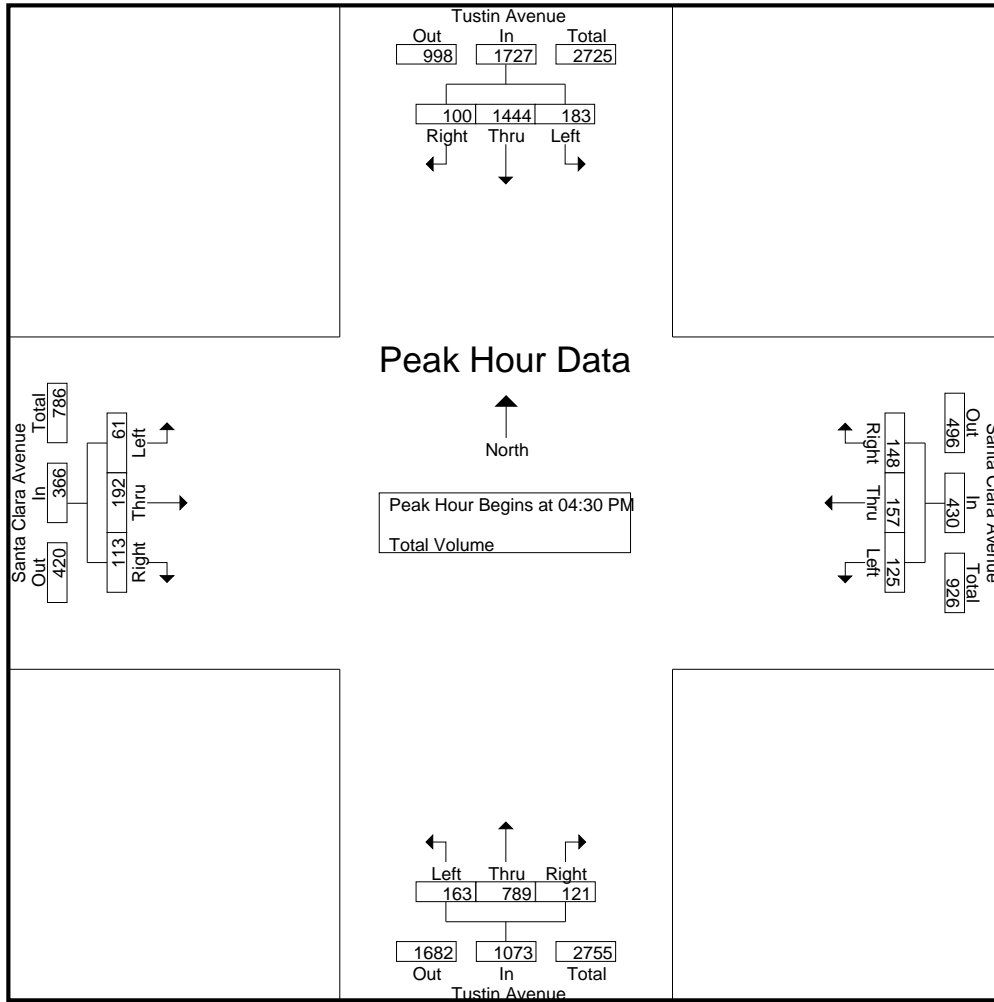 Tustin Avenue
Out In Total
998 1727 2725
100 1444 183
Right Thru Left
Peak Hour Data
North
Peak Hour Begins at 04:30 PM
Total Volume
Santa Clara Avenue
Out In Total
420 366 786
113 192 61
Right Thru Left
Santa Clara Avenue
Out In Total
496 430 926
148 157 125
Right Thru Left
Left Thru Right
163 789 121
1682 1073 2755
Out In Total
Tustin Avenue